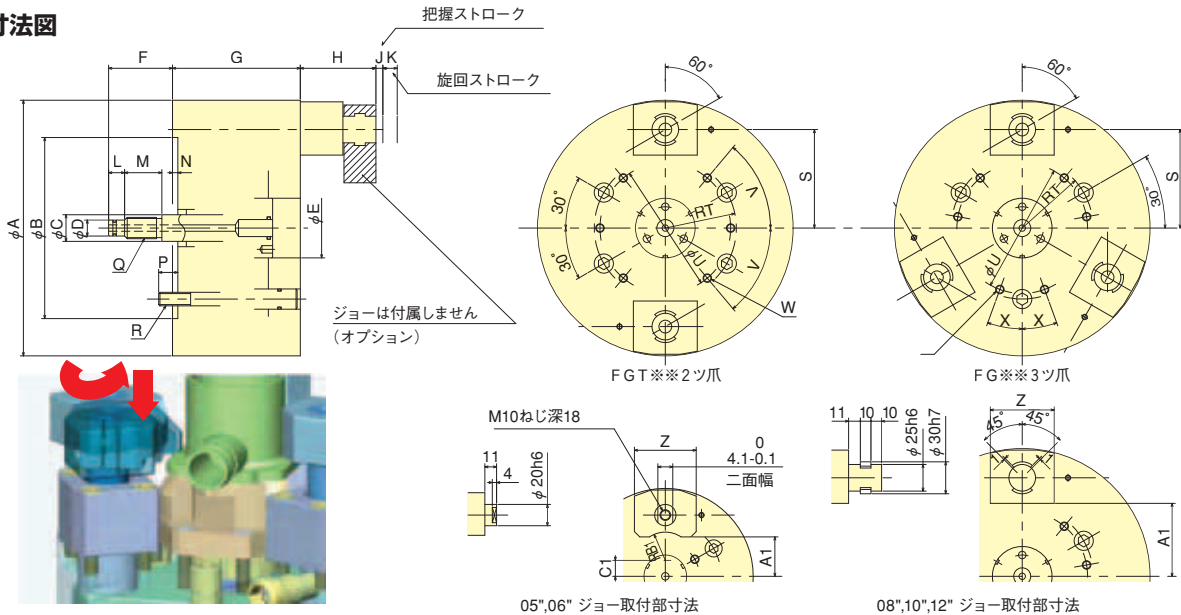 寸法図
把握ストローク
F G H J K
旋回ストローク
60°
60°
L M N
φA
φB
φC
φD
φE
Q P
R
30°
30°
V
V
φRT
φU
S
W
ジョーは付属しません
(オプション)
RT
30°
φU
S
X X
FGT※※2ツ爪
FG※※3ツ爪
M10ねじ深18
Z
0
4.1-0.1
二面幅
11
4
φ20h6
RB1
C1
A1
05",06" ジョー取付部寸法
11 10 10
φ25h6
φ30h7
Z
45° 45°
A1
08",10",12" ジョー取付部寸法